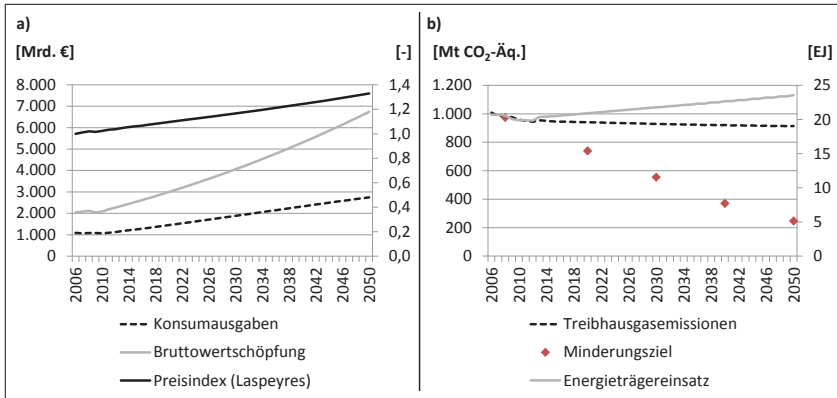 a)
[Mrd. €] [-]
8.000 1,4
7.000 1,2
6.000 1,0
5.000 0,8
4.000 0,6
3.000 0,4
2.000 0,2
1.000 0,0
0
2006 2010 2014 2018 2022 2026 2030 2034 2038 2042 2046 2050
Konsumausgaben
Bruttowertschöpfung
Preisindex (Laspeyres)
b)
[Mt CO₂-Äq.] [EJ]
1.200 25
1.000 20
800 15
600 10
400 5
200 0
0
2006 2010 2014 2018 2022 2026 2030 2034 2038 2042 2046 2050
Treibhausgasemissionen
Minderungsziel
Energieträgereinsatz